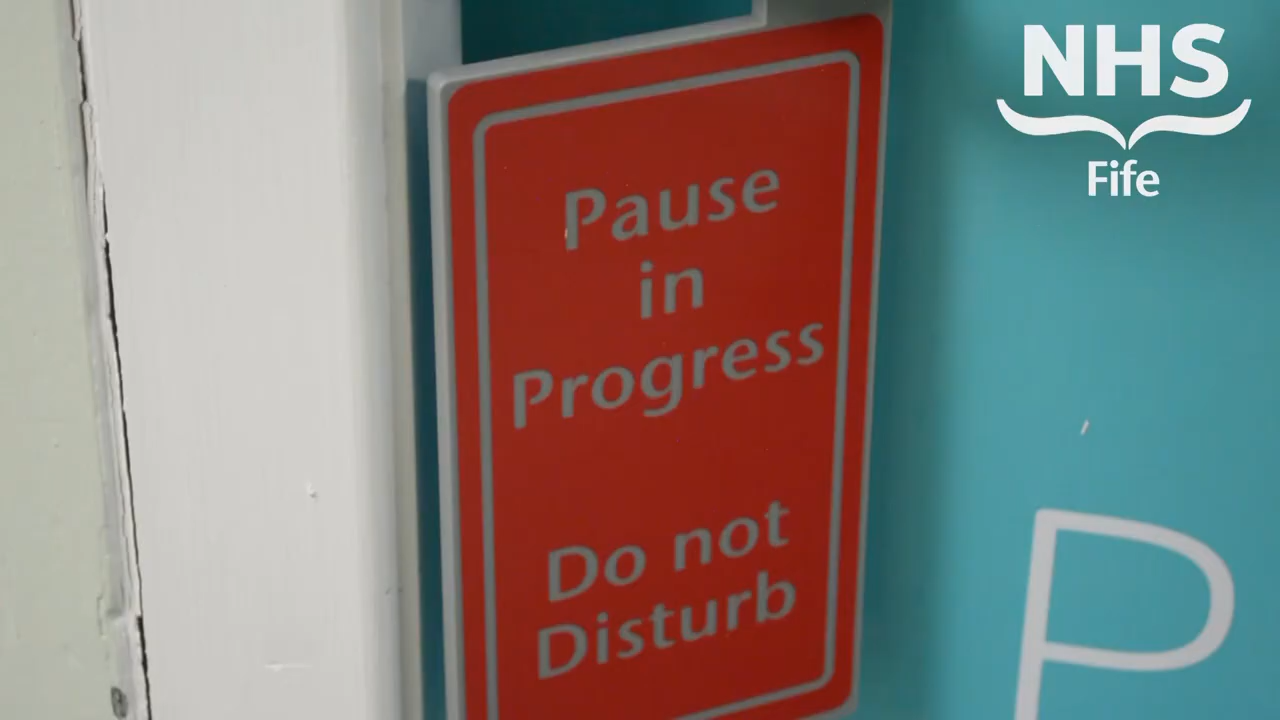 NHS
Fife
Pause
in
Progress
Do not
Disturb
P